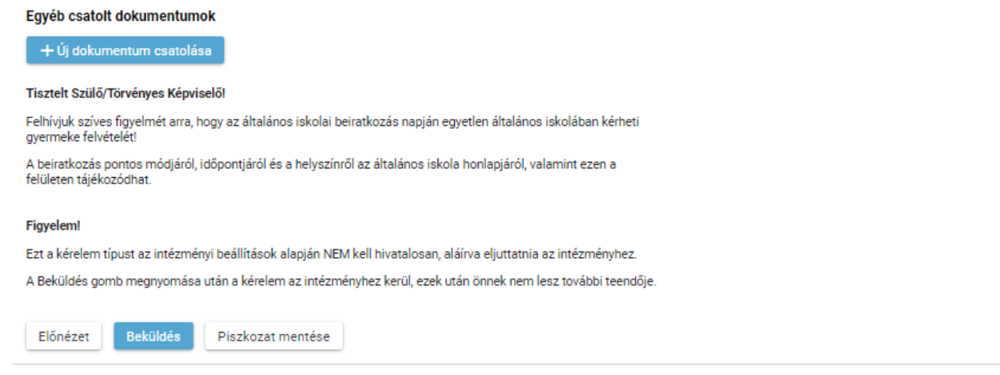 Egyéb csatolt dokumentumok
+ Új dokumentum csatolása
Tisztelt Szülő/Törvényes Képviselő!
Felhívjuk szíves figyelmét arra, hogy az általános iskolai beiratkozás napján egyetlen általános iskolában kérheti
gyermeke felvételét!
A beiratkozás pontos módjáról, időpontjáról és a helyszínről az általános iskola honlapjáról, valamint ezen a
felületen tájékozódhat.
Figyelem!
Ezt a kérelem típust az intézményi beállítások alapján NEM kell hivatalosan, aláírva eljuttatnia az intézményhez.
A Beküldés gomb megnyomása után a kérelem az intézményhez kerül, ezek után önnek nem lesz további teendője.
Előnézet Beküldés Piszkozat mentése